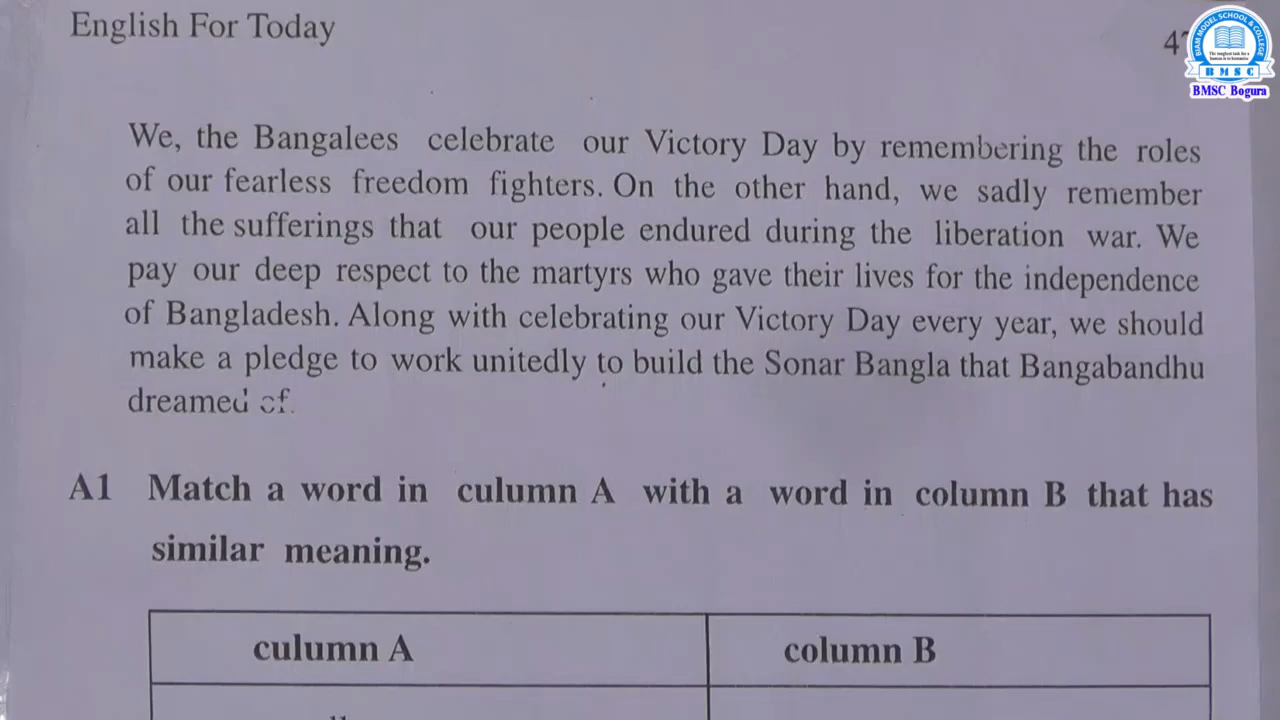 English For Today
BIAM MODEL SCHOOL & COLLEGE
BMSC
BMSC Bogura
We, the Bangalees celebrate our Victory Day by remembering the roles
of our fearless freedom fighters. On the other hand, we sadly remember
all the sufferings that our people endured during the liberation war. We
pay our deep respect to the martyrs who gave their lives for the independence
of Bangladesh. Along with celebrating our Victory Day every year, we should
make a pledge to work unitedly to build the Sonar Bangla that Bangabandhu
dreamed of.
A1 Match a word in culumn A with a word in column B that has
similar meaning.
culumn A column B